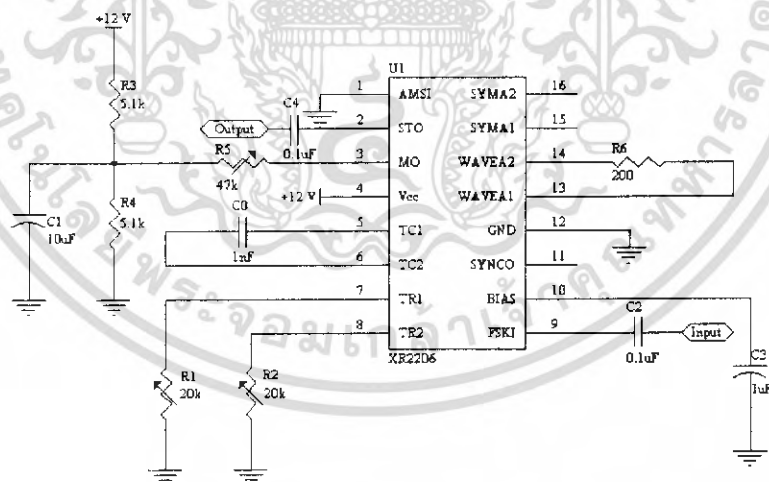 +12 V
R3
5.1k
R4
5.1k
C1
10uF
Output
C4
0.1uF
R5
47k
+12 V
C0
1nF
R1
20k
R2
20k
U1
1 AMSI SYMA2 16
2 STO SYMA1 15
3 MO WAVEA2 14
4 Vcc WAVEA1 13
5 TC1 GND 12
6 TC2 SYNCO 11
7 TR1 BIAS 10
8 TR2 FSKI 9
XR2206
R6
200
C2
0.1uF
Input
C3
1uF